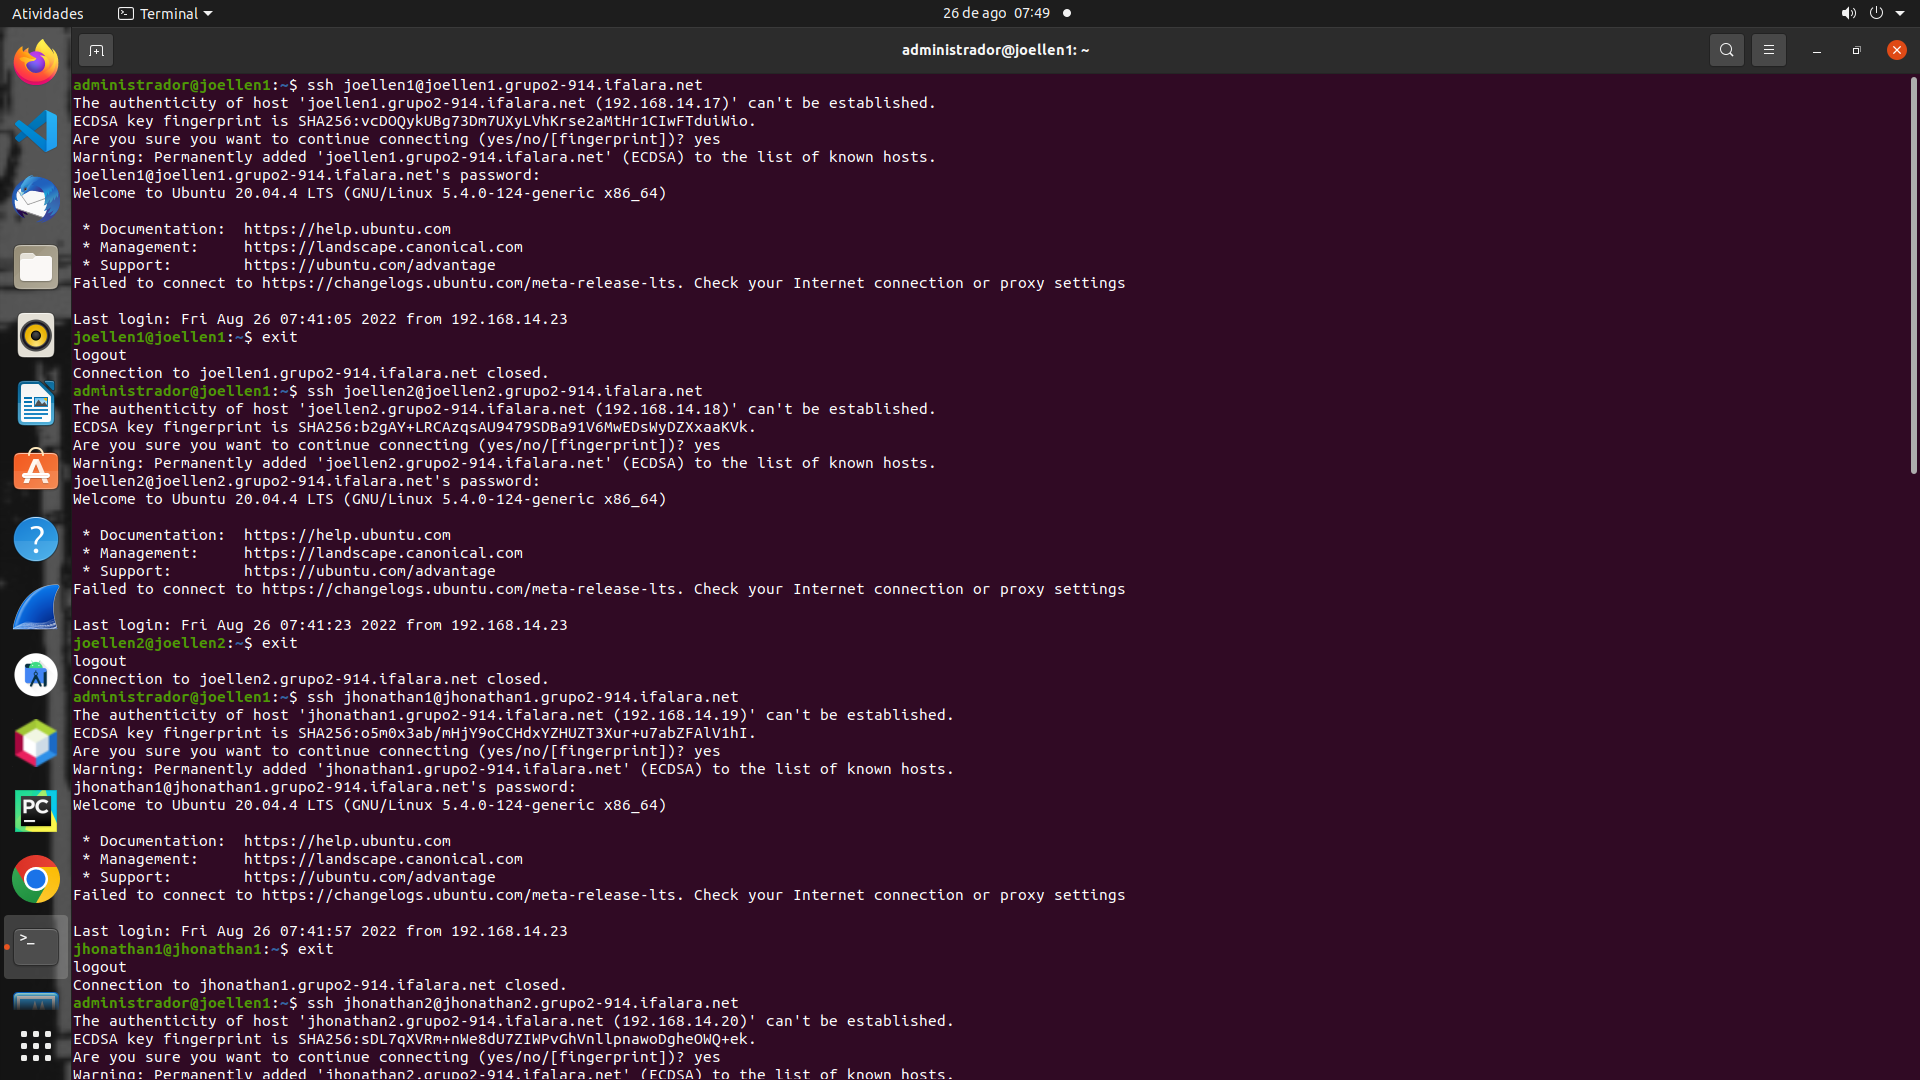 Atividades
Terminal
26 de ago 07:49
administrador@joellen1: ~
administrador@joellen1:~$ ssh joellen1@joellen1.grupo2-914.ifalara.net
The authenticity of host 'joellen1.grupo2-914.ifalara.net (192.168.14.17)' can't be established.
ECDSA key fingerprint is SHA256:vcDOQykUBg73Dm7UXyLVhKrse2aMtHr1CIwFTduiWio.
Are you sure you want to continue connecting (yes/no/[fingerprint])? yes
Warning: Permanently added 'joellen1.grupo2-914.ifalara.net' (ECDSA) to the list of known hosts.
joellen1@joellen1.grupo2-914.ifalara.net's password:
Welcome to Ubuntu 20.04.4 LTS (GNU/Linux 5.4.0-124-generic x86_64)
* Documentation:  https://help.ubuntu.com
* Management:     https://landscape.canonical.com
* Support:        https://ubuntu.com/advantage
Failed to connect to https://changelogs.ubuntu.com/meta-release-lts. Check your Internet connection or proxy settings
Last login: Fri Aug 26 07:41:05 2022 from 192.168.14.23
joellen1@joellen1:~$ exit
logout
Connection to joellen1.grupo2-914.ifalara.net closed.
administrador@joellen1:~$ ssh joellen2@joellen2.grupo2-914.ifalara.net
The authenticity of host 'joellen2.grupo2-914.ifalara.net (192.168.14.18)' can't be established.
ECDSA key fingerprint is SHA256:b2gAY+LRCAzqsAU9479SDBa91V6MwEDsWyDZXxaaKVk.
Are you sure you want to continue connecting (yes/no/[fingerprint])? yes
Warning: Permanently added 'joellen2.grupo2-914.ifalara.net' (ECDSA) to the list of known hosts.
joellen2@joellen2.grupo2-914.ifalara.net's password:
Welcome to Ubuntu 20.04.4 LTS (GNU/Linux 5.4.0-124-generic x86_64)
* Documentation:  https://help.ubuntu.com
* Management:     https://landscape.canonical.com
* Support:        https://ubuntu.com/advantage
Failed to connect to https://changelogs.ubuntu.com/meta-release-lts. Check your Internet connection or proxy settings
Last login: Fri Aug 26 07:41:23 2022 from 192.168.14.23
joellen2@joellen2:~$ exit
logout
Connection to joellen2.grupo2-914.ifalara.net closed.
administrador@joellen1:~$ ssh jhonathan1@jhonathan1.grupo2-914.ifalara.net
The authenticity of host 'jhonathan1.grupo2-914.ifalara.net (192.168.14.19)' can't be established.
ECDSA key fingerprint is SHA256:o5m0x3ab/mHjY9oCCHdxYZHUZT3Xur+u7abZFAlV1hI.
Are you sure you want to continue connecting (yes/no/[fingerprint])? yes
Warning: Permanently added 'jhonathan1.grupo2-914.ifalara.net' (ECDSA) to the list of known hosts.
jhonathan1@jhonathan1.grupo2-914.ifalara.net's password:
Welcome to Ubuntu 20.04.4 LTS (GNU/Linux 5.4.0-124-generic x86_64)
* Documentation:  https://help.ubuntu.com
* Management:     https://landscape.canonical.com
* Support:        https://ubuntu.com/advantage
Failed to connect to https://changelogs.ubuntu.com/meta-release-lts. Check your Internet connection or proxy settings
Last login: Fri Aug 26 07:41:57 2022 from 192.168.14.23
jhonathan1@jhonathan1:~$ exit
logout
Connection to jhonathan1.grupo2-914.ifalara.net closed.
administrador@joellen1:~$ ssh jhonathan2@jhonathan2.grupo2-914.ifalara.net
The authenticity of host 'jhonathan2.grupo2-914.ifalara.net (192.168.14.20)' can't be established.
ECDSA key fingerprint is SHA256:sDL7qXVRm+nWe8dU7ZIWPvGhVnllpnawoDgheOWQ+ek.
Are you sure you want to continue connecting (yes/no/[fingerprint])? yes
Warning: Permanently added 'jhonathan2.grupo2-914.ifalara.net' (ECDSA) to the list of known hosts.
PC